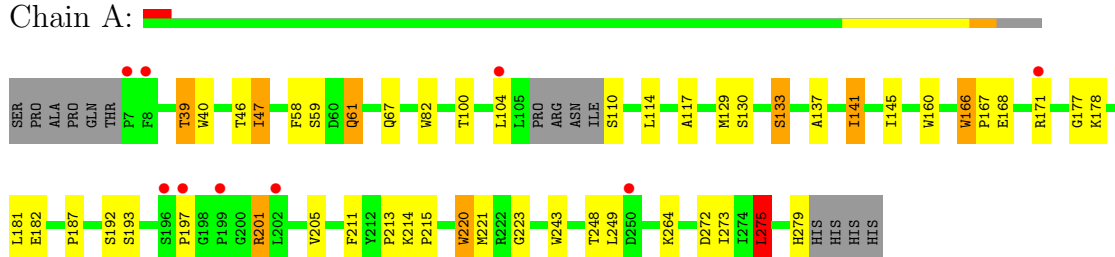 Chain A:
SER PRO ALA PRO GLN THR P7 F8 T39 W40 T46 I47 F58 S59 D60 Q61 Q67 W82 T100 L104 L105 PRO ARG ASN ILE S110 L114 A117 M129 S130 S133 A137 I141 I145 W160 W166 P167 E168 R171 G177 K178
L181 E182 P187 S192 S193 S196 P197 G198 P199 G200 R201 L202 V205 F211 Y212 P213 K214 P215 W220 M221 R222 G223 W243 T248 L249 D250 K264 D272 I273 I274 L275 H279 HIS HIS HIS HIS